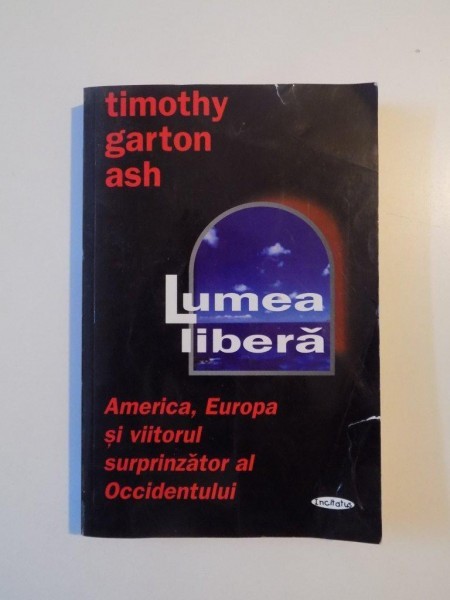 timothy
garton
ash
Lumea
liberă
America, Europa
și viitorul
surprinzător al
Occidentului
Incitatus